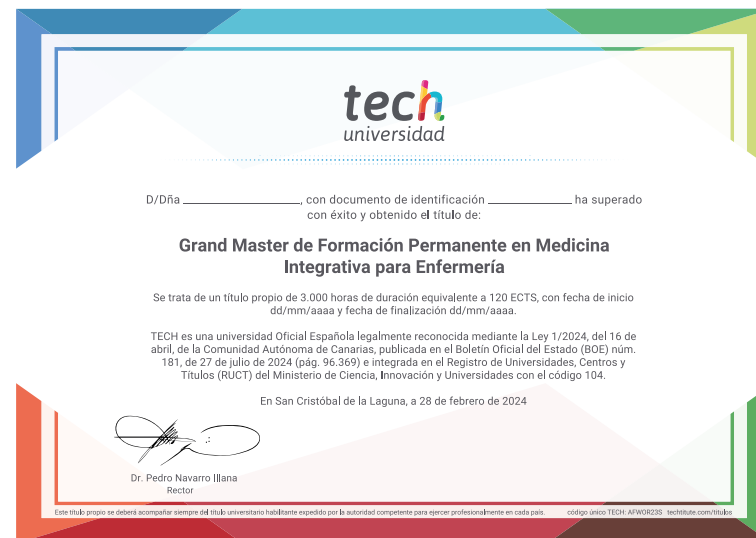 tech
universidad
D/Dña ____________________, con documento de identificación ______________ ha superado
con éxito y obtenido el título de:
Grand Master de Formación Permanente en Medicina
Integrativa para Enfermería
Se trata de un título propio de 3.000 horas de duración equivalente a 120 ECTS, con fecha de inicio
dd/mm/aaaa y fecha de finalización dd/mm/aaaa.
TECH es una universidad Oficial Española legalmente reconocida mediante la Ley 1/2024, del 16 de
abril, de la Comunidad Autónoma de Canarias, publicada en el Boletín Oficial del Estado (BOE) núm.
181, de 27 de julio de 2024 (pág. 96.369) e integrada en el Registro de Universidades, Centros y
Títulos (RUCT) del Ministerio de Ciencia, Innovación y Universidades con el código 104.
En San Cristóbal de la Laguna, a 28 de febrero de 2024
Dr. Pedro Navarro Illana
Rector
Este título propio se deberá acompañar siempre del título universitario habilitante expedido por la autoridad competente para ejercer profesionalmente en cada país. código único TECH: AFWOR23S techtitute.com/titulos